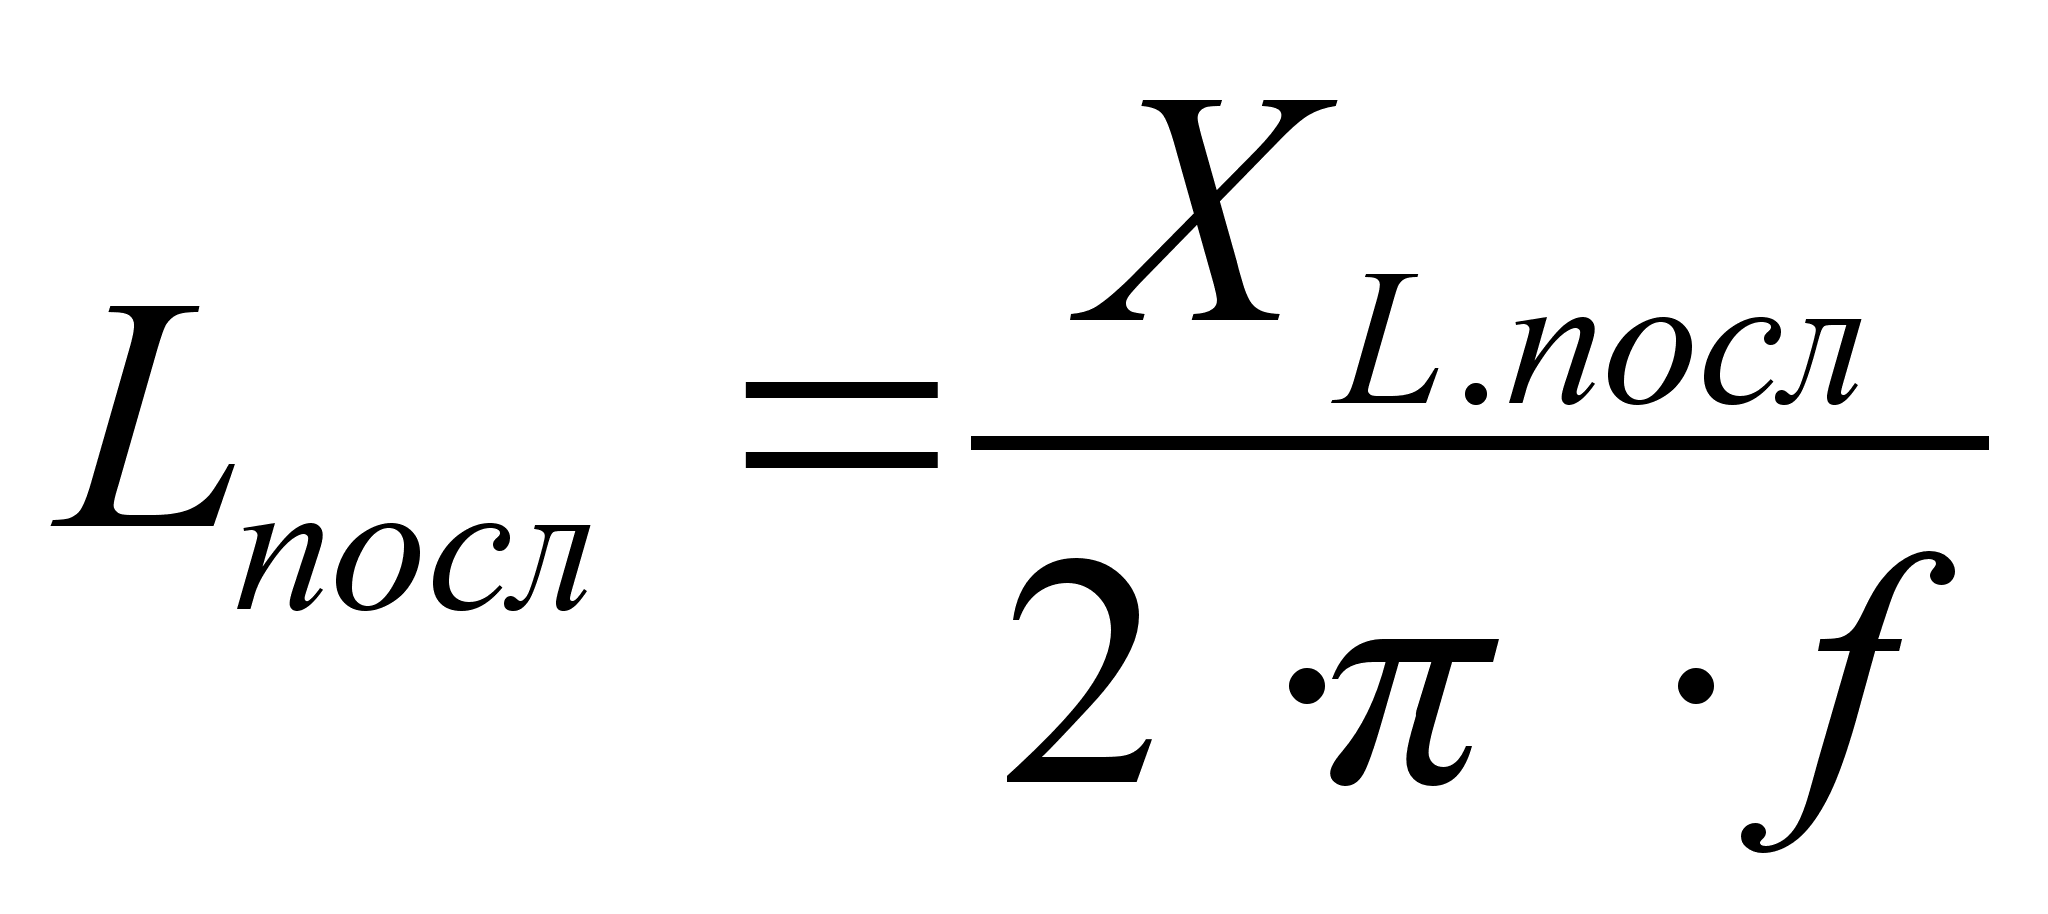 L_посл = X_L.посл / 2 · π · f